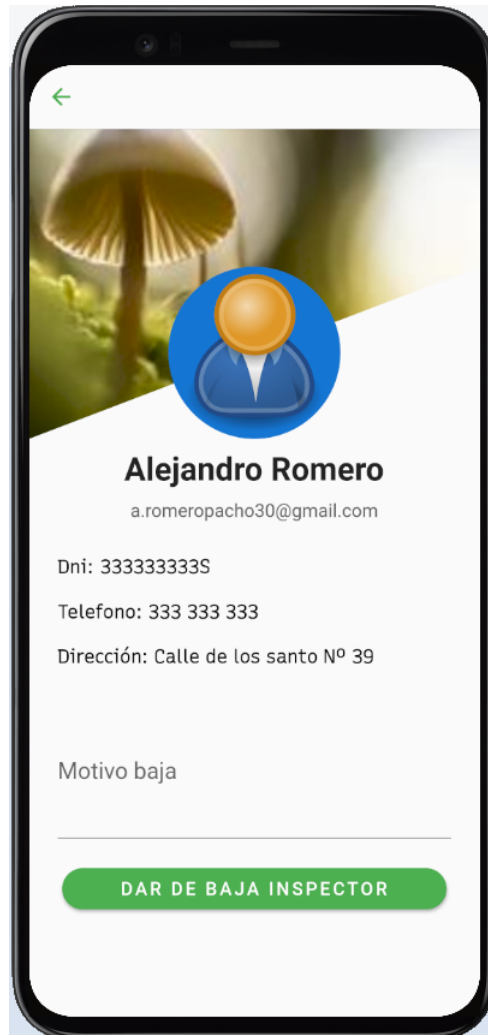 Alejandro Romero
a.romeropacho30@gmail.com
Dni: 333333333S
Telefono: 333 333 333
Dirección: Calle de los santo Nº 39
Motivo baja
DAR DE BAJA INSPECTOR